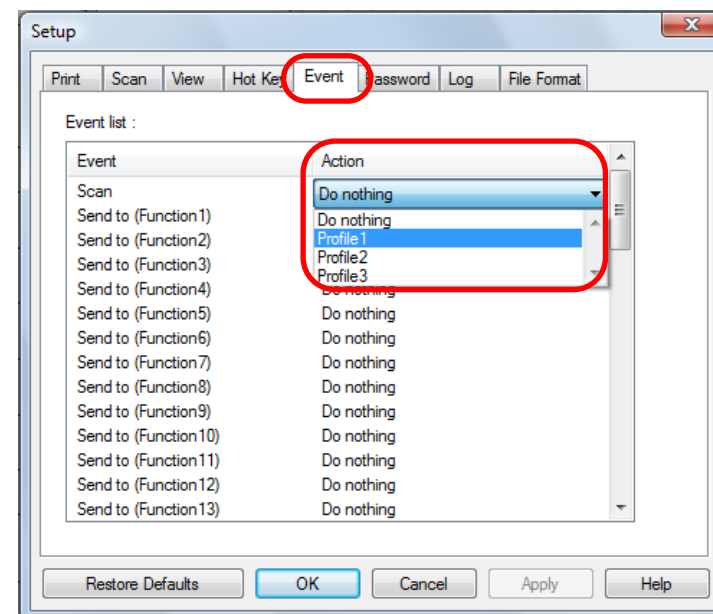 Setup
Print Scan View Hot Key Event Password Log File Format
Event list :
Event Action
Scan Do nothing
Send to (Function1) Do nothing
Send to (Function2) Profile1
Profile2
Send to (Function3) Profile3
Send to (Function4) Do nothing
Send to (Function5) Do nothing
Send to (Function6) Do nothing
Send to (Function7) Do nothing
Send to (Function8) Do nothing
Send to (Function9) Do nothing
Send to (Function10) Do nothing
Send to (Function11) Do nothing
Send to (Function12) Do nothing
Send to (Function13) Do nothing
Restore Defaults OK Cancel Apply Help